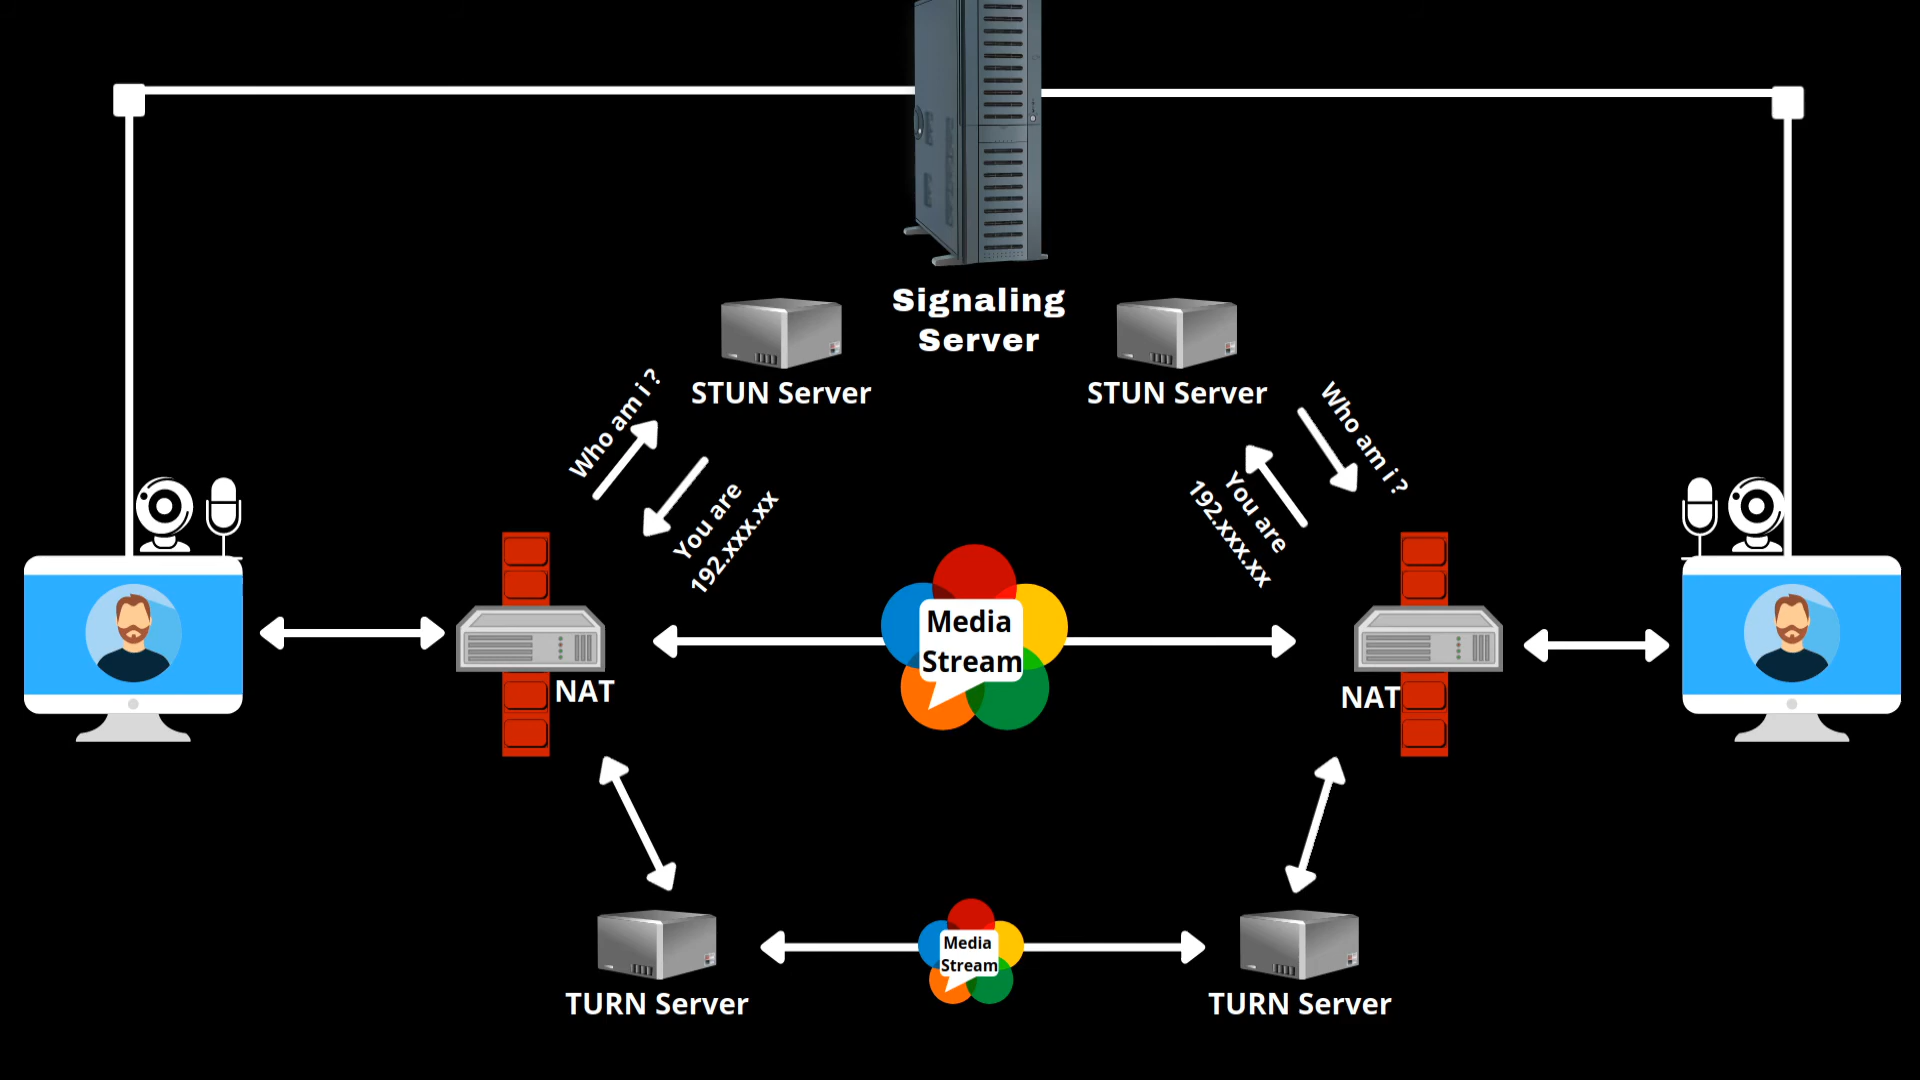 Signaling
Server
STUN Server
STUN Server
Who am i ?
You are
192.xxx.xx
Who am i ?
You are
192.xxx.xx
Media
Stream
NAT
NAT
Media
Stream
TURN Server
TURN Server